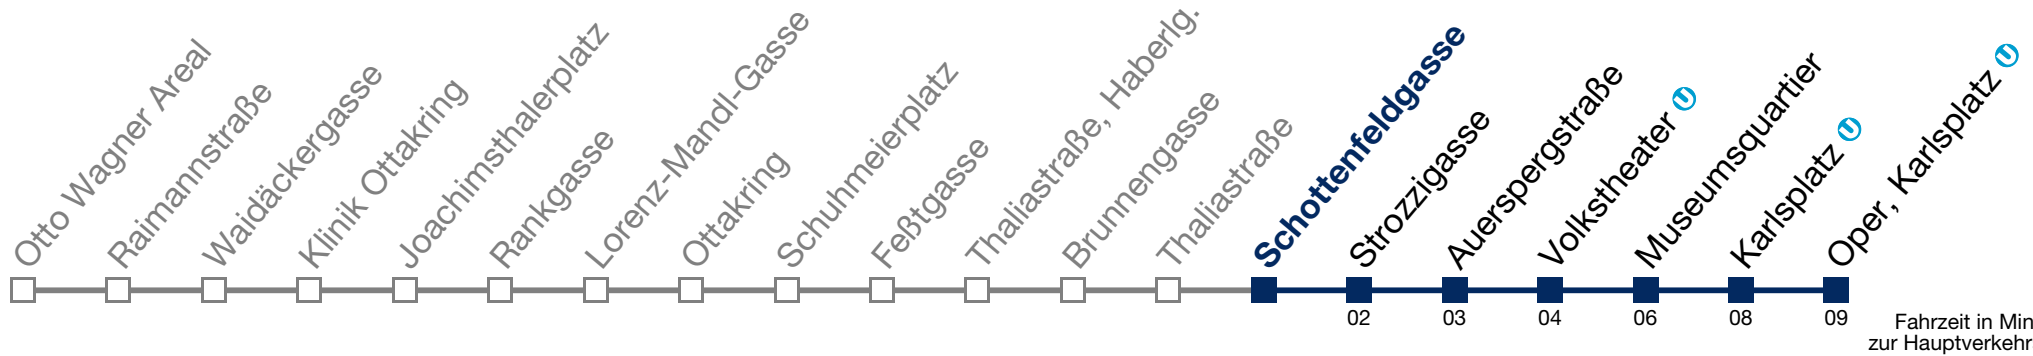 Otto Wagner Areal
Raimannstraße
Waidäckergasse
Klinik Ottakring
Joachimsthalerplatz
Rankgasse
Lorenz-Mandl-Gasse
Ottakring
Schuhmeierplatz
Feßtgasse
Thaliastraße, Haberlg.
Brunnengasse
Thaliastraße
Schottenfeldgasse
Strozzigasse
Auerspergstraße
Volkstheater U
Museumsquartier
Karlsplatz U
Oper, Karlsplatz U
02 03 04 06 08 09
Fahrzeit in Min
zur Hauptverkehr